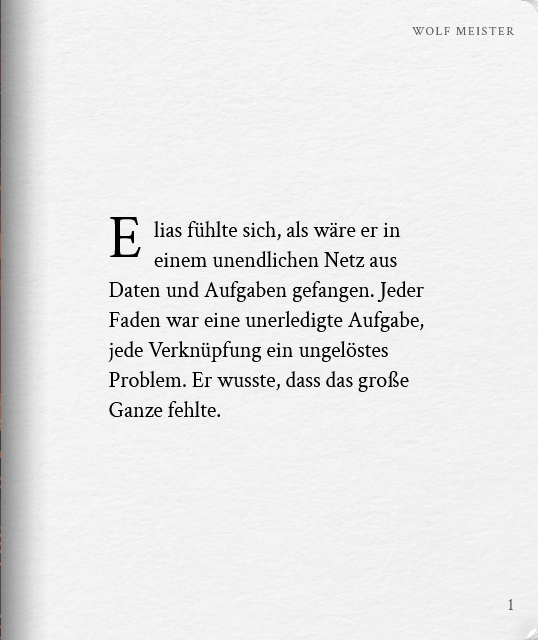 WOLF MEISTER
Elias fühlte sich, als wäre er in
einem unendlichen Netz aus
Daten und Aufgaben gefangen. Jeder
Faden war eine unerledigte Aufgabe,
jede Verknüpfung ein ungelöstes
Problem. Er wusste, dass das große
Ganze fehlte.
1